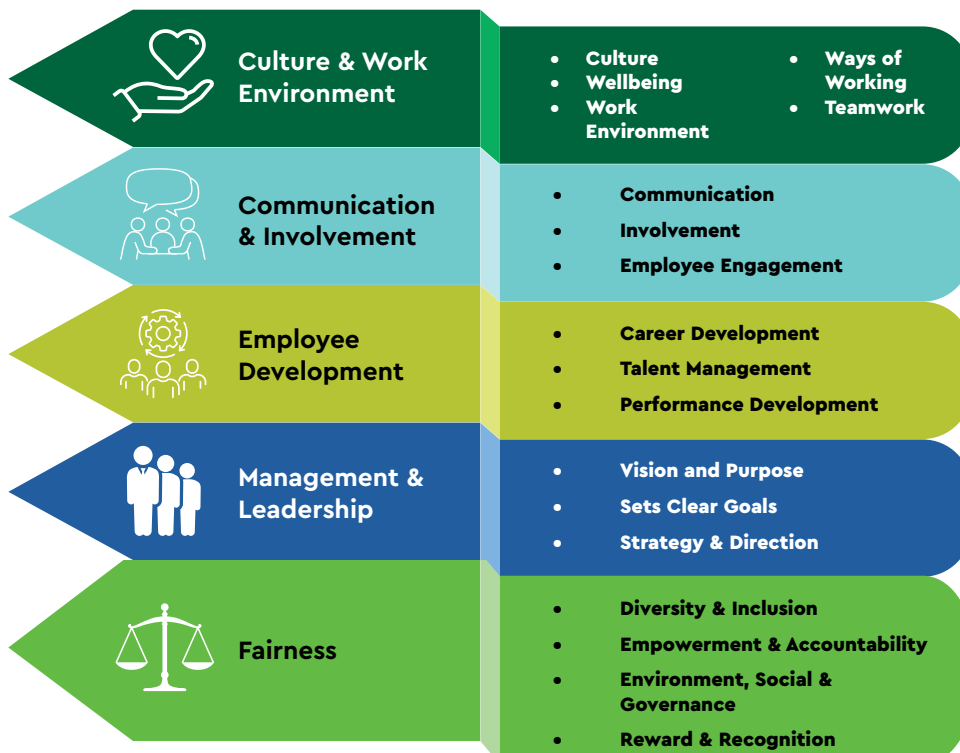 Culture & Work
Environment
• Culture
• Wellbeing
• Work
Environment
• Ways of
Working
• Teamwork
Communication
& Involvement
• Communication
• Involvement
• Employee Engagement
Employee
Development
• Career Development
• Talent Management
• Performance Development
Management &
Leadership
• Vision and Purpose
• Sets Clear Goals
• Strategy & Direction
Fairness
• Diversity & Inclusion
• Empowerment & Accountability
• Environment, Social &
Governance
• Reward & Recognition